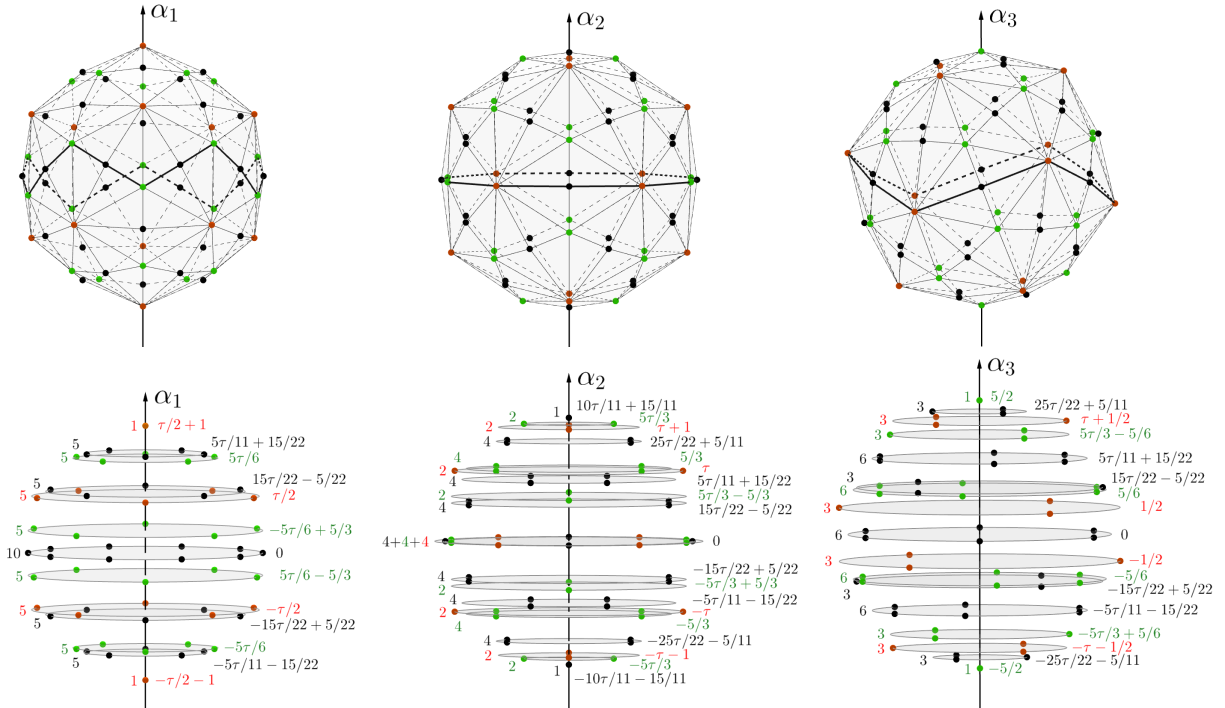 α₁
α₂
α₃
α₁
1 τ/2 + 1
5 5τ/11 + 15/22
5 5τ/6
5 15τ/22 − 5/22
5 τ/2
5 −5τ/6 + 5/3
10 0
5 5τ/6 − 5/3
5 −τ/2
5 −15τ/22 + 5/22
5 −5τ/6
5 −5τ/11 − 15/22
1 −τ/2 − 1
α₂
1 10τ/11 + 15/11
2 5τ/3
2 τ + 1
4 25τ/22 + 5/11
4 5/3
2 τ
4 5τ/11 + 15/22
2 5τ/3 − 5/3
4 15τ/22 − 5/22
4+4+4 0
4 −15τ/22 + 5/22
2 −5τ/3 + 5/3
4 −5τ/11 − 15/22
2 −τ
4 −5/3
4 −25τ/22 − 5/11
2 −τ − 1
2 −5τ/3
1 −10τ/11 − 15/11
α₃
1 5/2
3 25τ/22 + 5/11
3 τ + 1/2
3 5τ/3 − 5/6
6 5τ/11 + 15/22
3 15τ/22 − 5/22
6 5/6
3 1/2
6 0
3 −1/2
6 −5/6
3 −15τ/22 + 5/22
6 −5τ/11 − 15/22
3 −5τ/3 + 5/6
3 −τ − 1/2
3 −25τ/22 − 5/11
1 −5/2